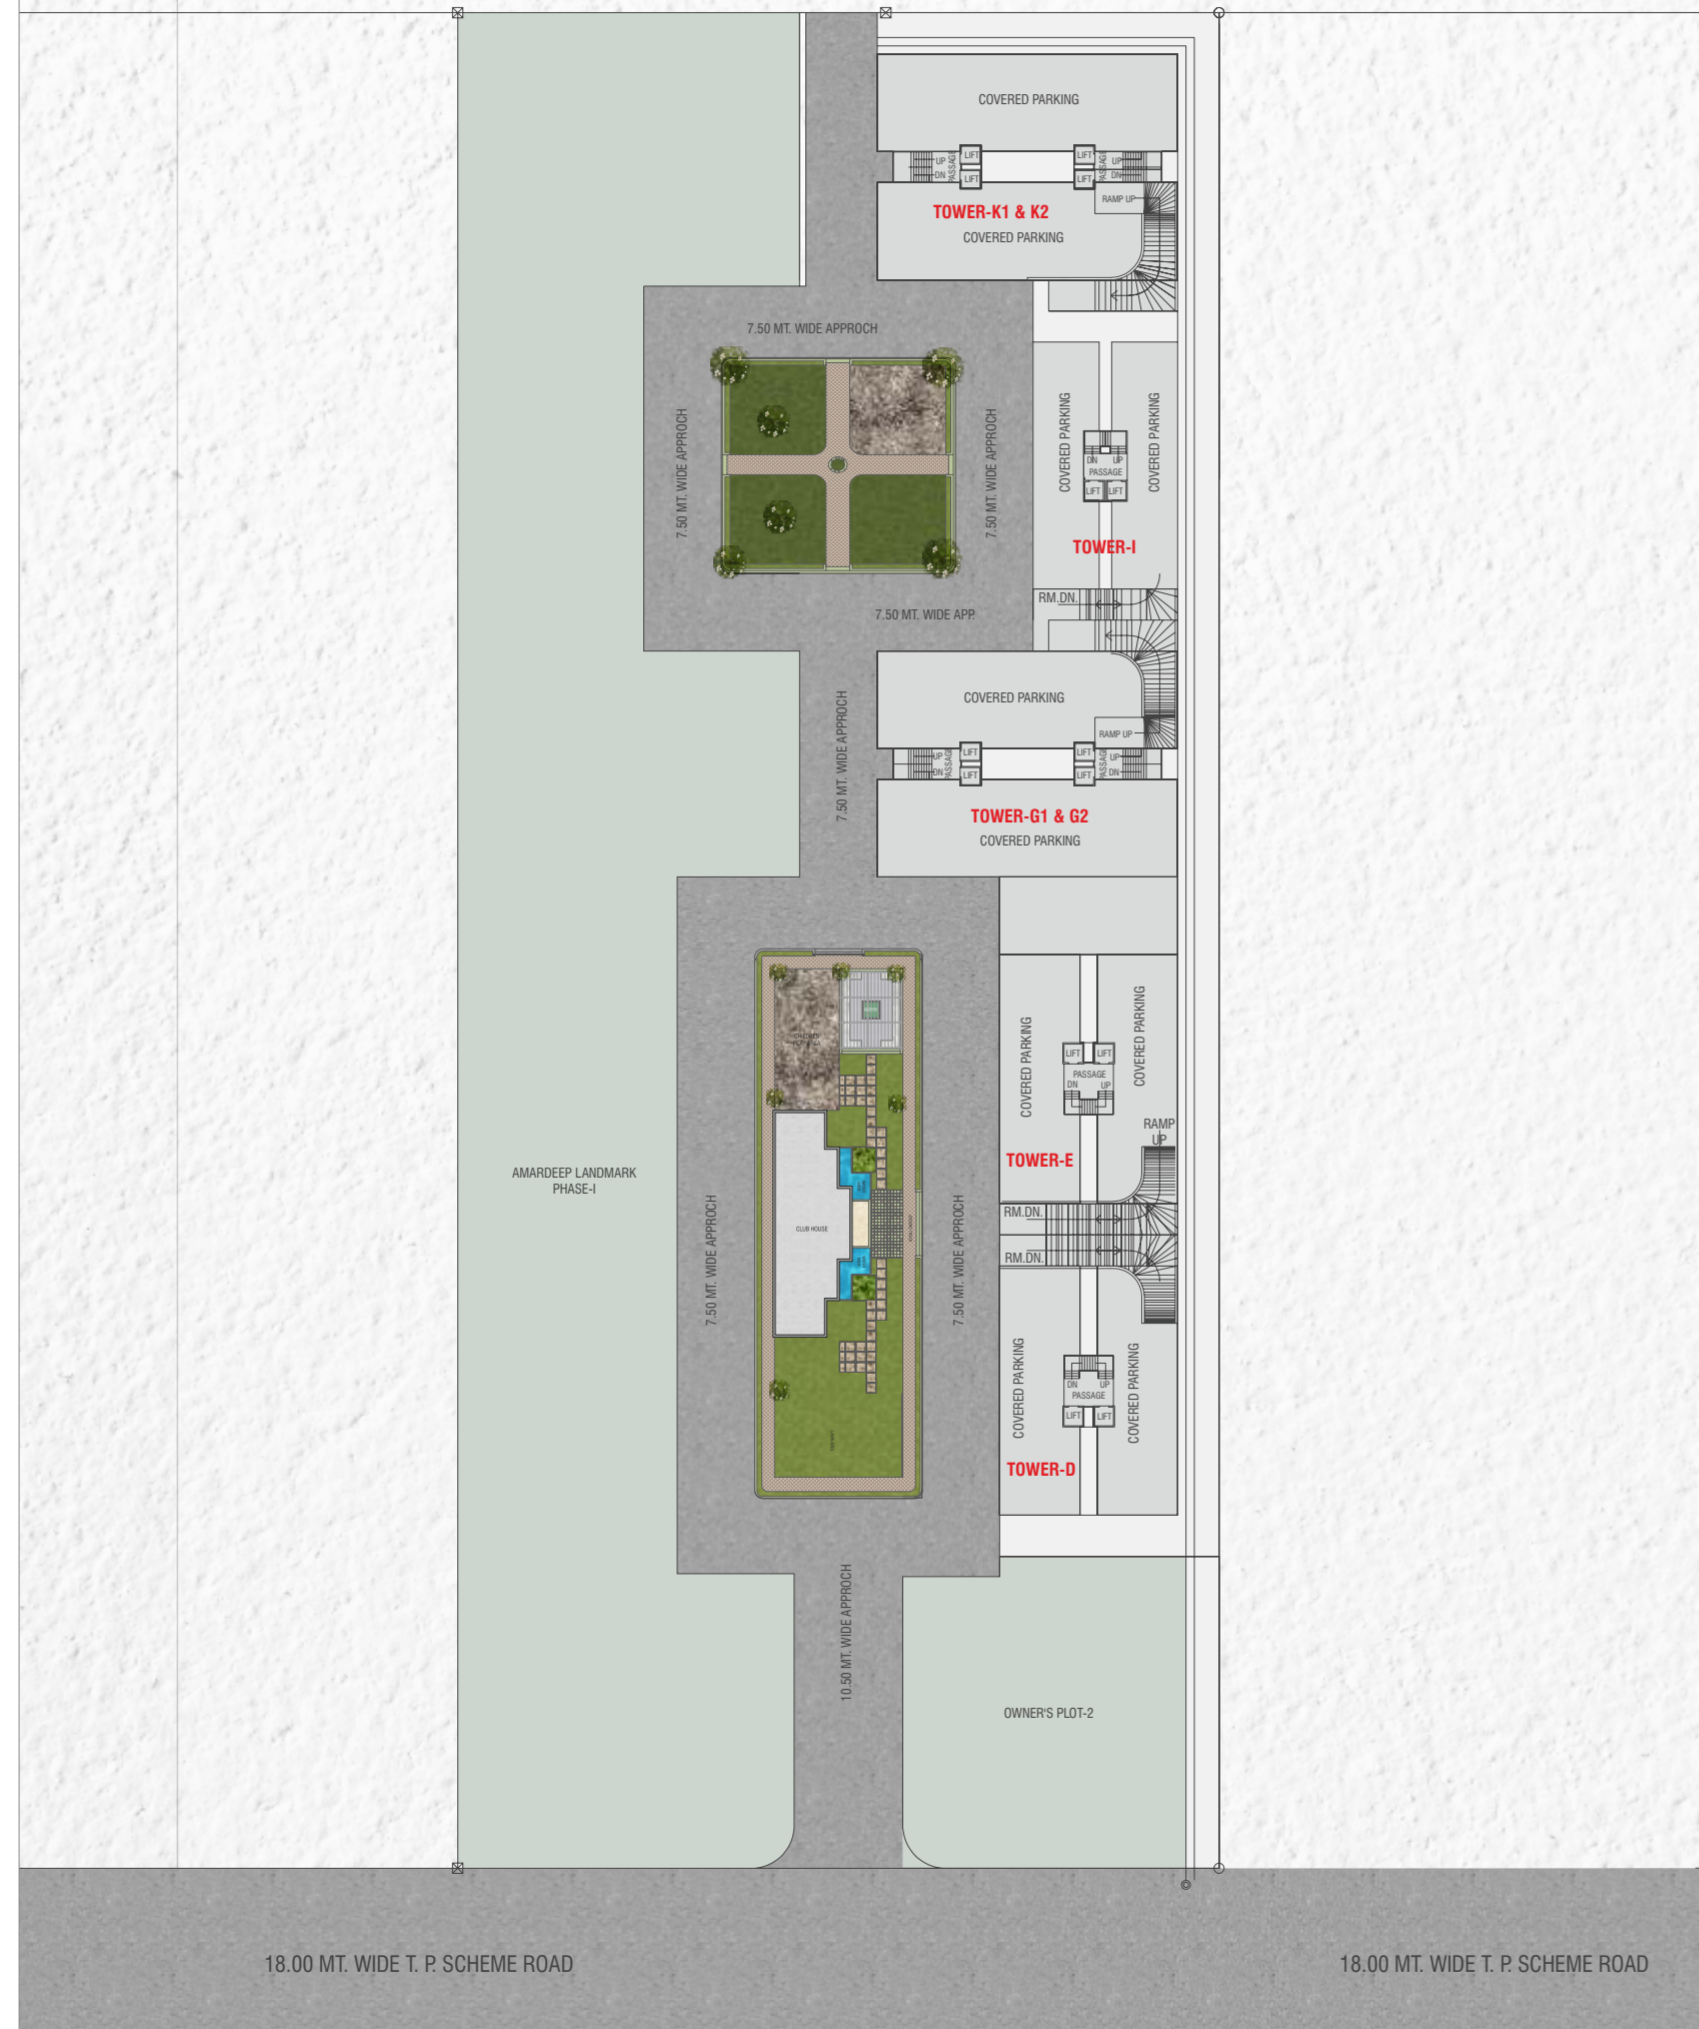 COVERED PARKING
UP
DN
PASSAGE
LIFT
LIFT
LIFT
LIFT
PASSAGE
UP
DN
RAMP UP
TOWER-K1 & K2
COVERED PARKING
7.50 MT. WIDE APPROCH
7.50 MT. WIDE APPROCH
7.50 MT. WIDE APPROCH
COVERED PARKING
COVERED PARKING
DN
UP
PASSAGE
LIFT
LIFT
TOWER-I
RM.DN.
7.50 MT. WIDE APP.
COVERED PARKING
7.50 MT. WIDE APPROCH
RAMP UP
UP
DN
PASSAGE
LIFT
LIFT
LIFT
LIFT
PASSAGE
UP
DN
TOWER-G1 & G2
COVERED PARKING
COVERED PARKING
COVERED PARKING
LIFT
LIFT
PASSAGE
DN
UP
RAMP
UP
TOWER-E
AMARDEEP LANDMARK
PHASE-I
RM.DN.
CLUB HOUSE
7.50 MT. WIDE APPROCH
7.50 MT. WIDE APPROCH
RM.DN.
COVERED PARKING
COVERED PARKING
DN
UP
PASSAGE
LIFT
LIFT
TOWER-D
10.50 MT. WIDE APPROCH
OWNER'S PLOT-2
18.00 MT. WIDE T. P. SCHEME ROAD
18.00 MT. WIDE T. P. SCHEME ROAD